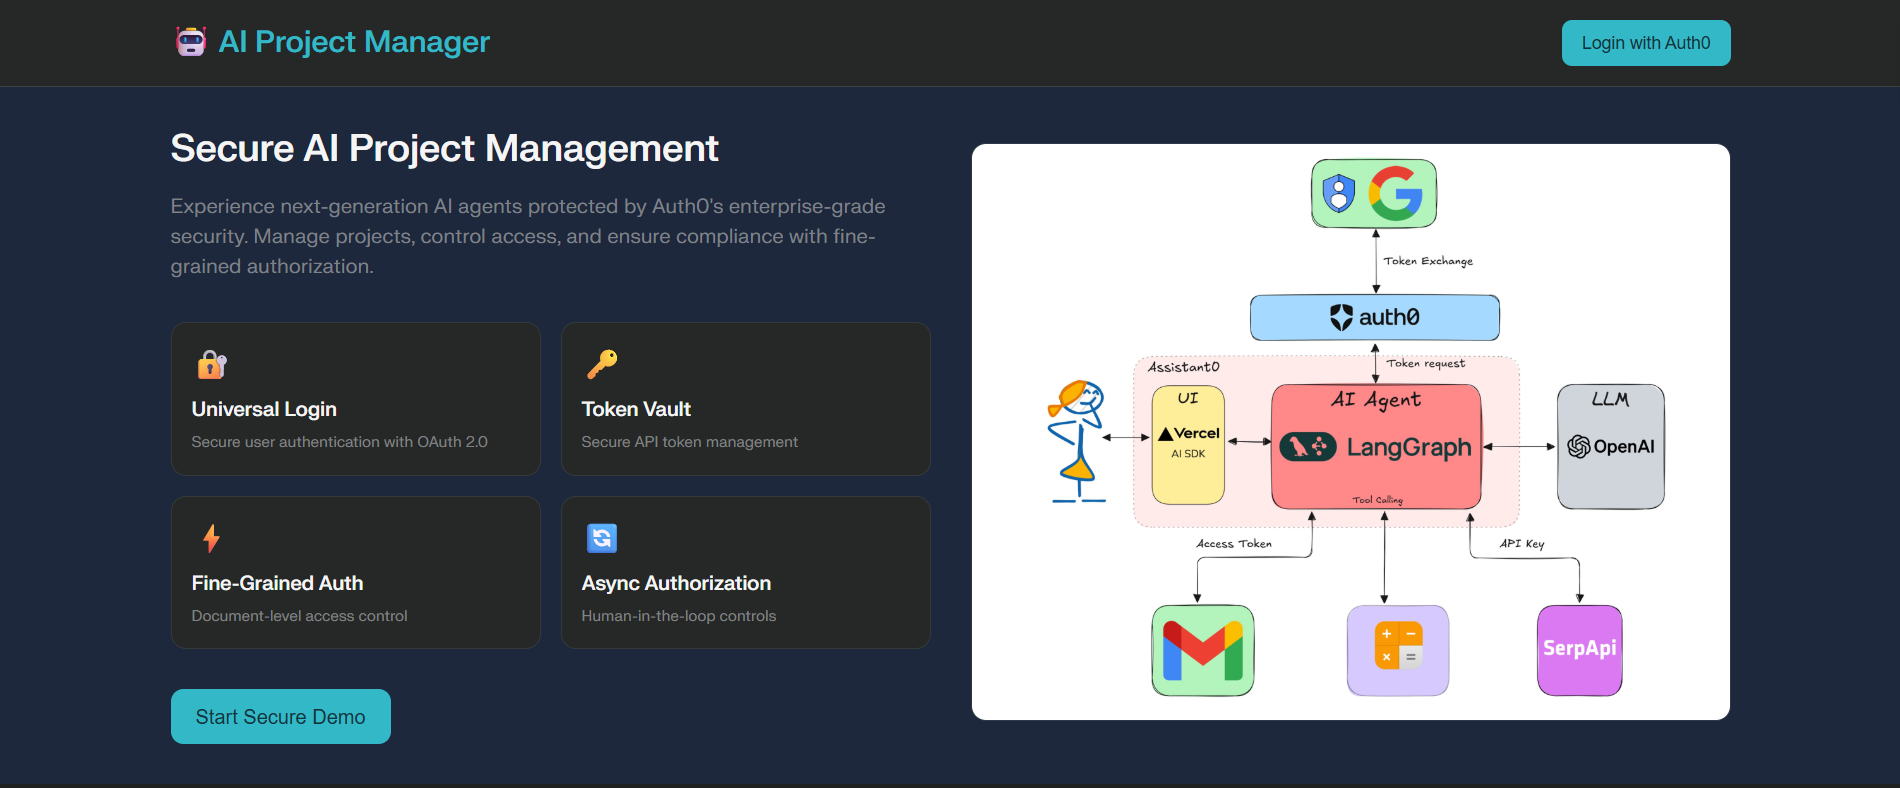 AI Project Manager
Login with Auth0
Secure AI Project Management
Experience next-generation AI agents protected by Auth0's enterprise-grade
security. Manage projects, control access, and ensure compliance with fine-
grained authorization.
Universal Login
Secure user authentication with OAuth 2.0
Token Vault
Secure API token management
Fine-Grained Auth
Document-level access control
Async Authorization
Human-in-the-loop controls
Start Secure Demo
Token Exchange
auth0
Token request
Assistant0
UI
Vercel
AI SDK
AI Agent
LangGraph
Tool Calling
LLM
OpenAI
Access Token
API Key
SerpApi